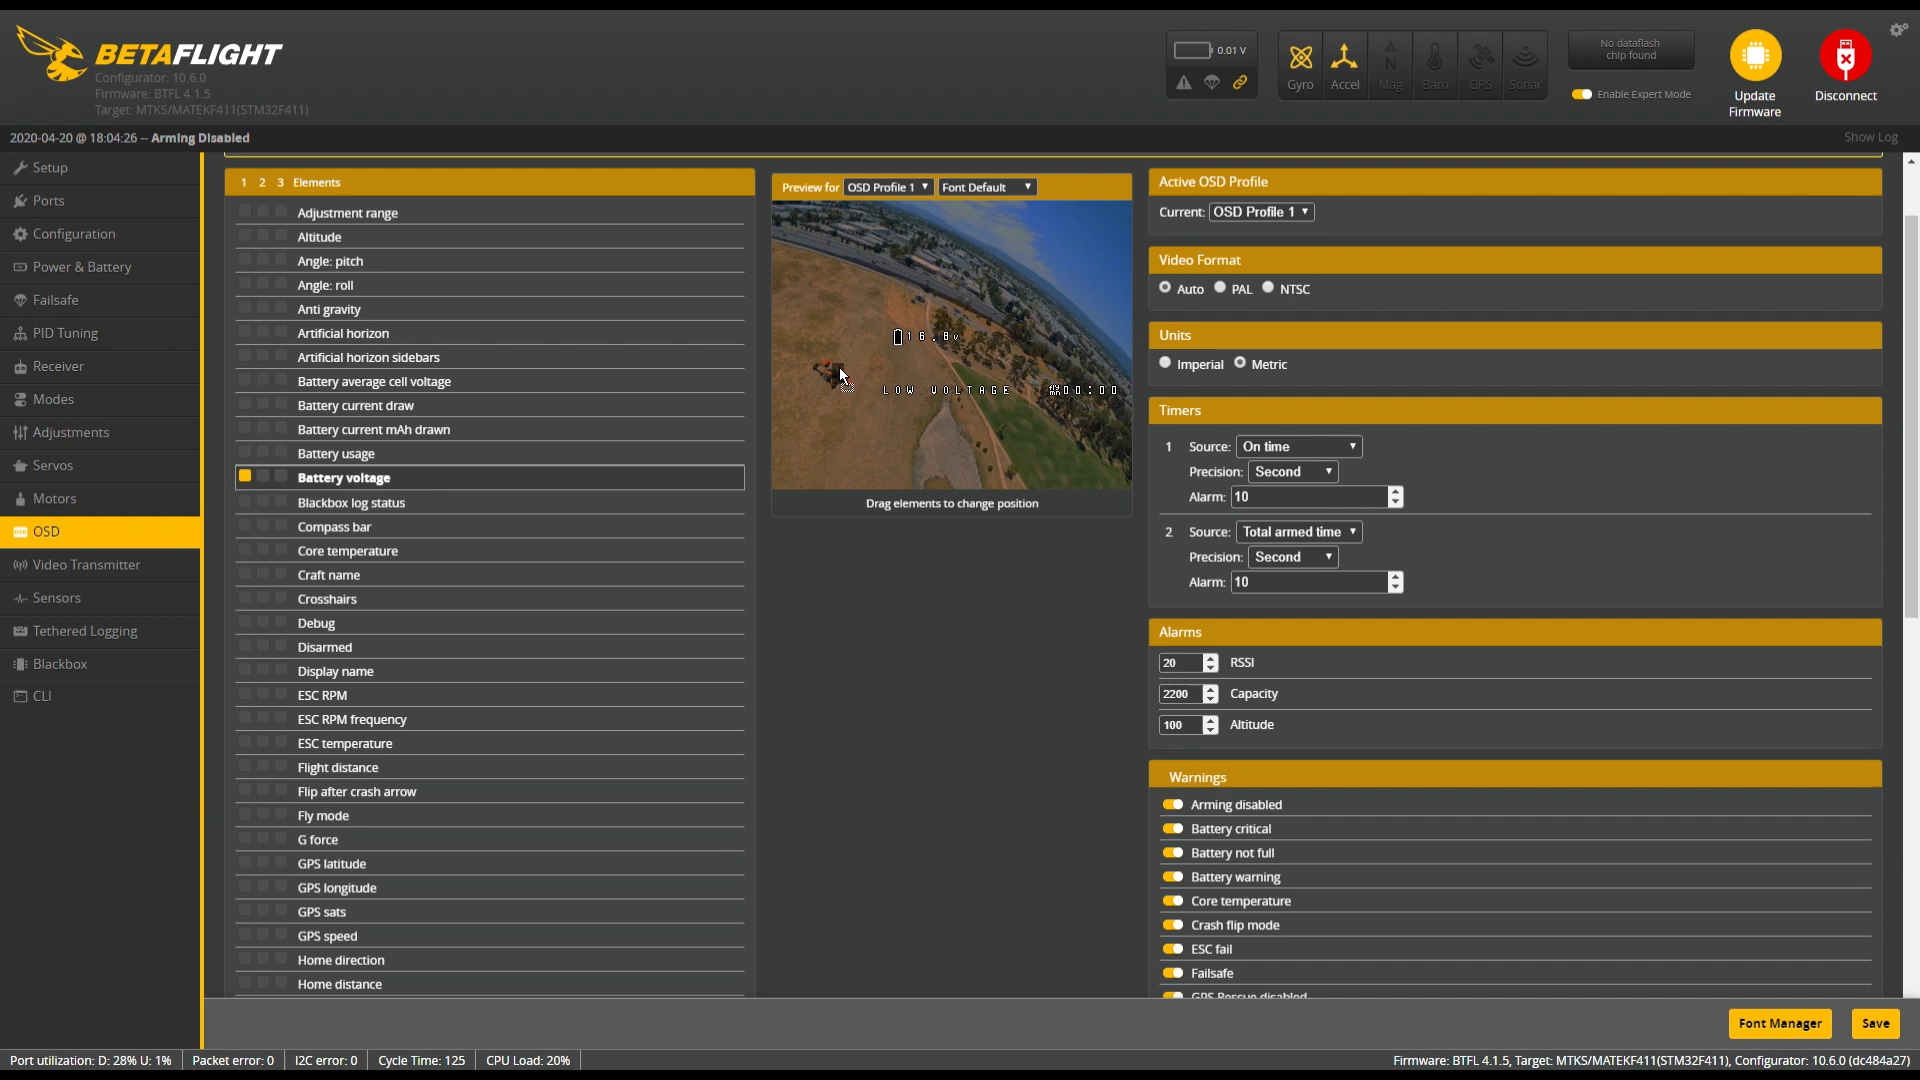 BETAFLIGHT
Configurator: 10.6.0
Firmware: BTFL 4.1.5
Target: MTKS/MATEKF411(STM32F411)
0.01 V
Gyro
Accel
Mag
Baro
GPS
Sonar
No dataflash
chip found
Enable Expert Mode
Update
Firmware
Disconnect
2020-04-20 @ 18:04:26 -- Arming Disabled
Show Log
Setup
Ports
Configuration
Power & Battery
Failsafe
PID Tuning
Receiver
Modes
Adjustments
Servos
Motors
OSD
Video Transmitter
Sensors
Tethered Logging
Blackbox
CLI
1 2 3 Elements
Adjustment range
Altitude
Angle: pitch
Angle: roll
Anti gravity
Artificial horizon
Artificial horizon sidebars
Battery average cell voltage
Battery current draw
Battery current mAh drawn
Battery usage
Battery voltage
Blackbox log status
Compass bar
Core temperature
Craft name
Crosshairs
Debug
Disarmed
Display name
ESC RPM
ESC RPM frequency
ESC temperature
Flight distance
Flip after crash arrow
Fly mode
G force
GPS latitude
GPS longitude
GPS sats
GPS speed
Home direction
Home distance
Preview for OSD Profile 1 Font Default
16.8v
LOW VOLTAGE
00:00
Drag elements to change position
Active OSD Profile
Current: OSD Profile 1
Video Format
Auto PAL NTSC
Units
Imperial Metric
Timers
1 Source: On time
Precision: Second
Alarm: 10
2 Source: Total armed time
Precision: Second
Alarm: 10
Alarms
20 RSSI
2200 Capacity
100 Altitude
Warnings
Arming disabled
Battery critical
Battery not full
Battery warning
Core temperature
Crash flip mode
ESC fail
Failsafe
GPS Rescue disabled
Font Manager
Save
Port utilization: D: 28% U: 1%
Packet error: 0
I2C error: 0
Cycle Time: 125
CPU Load: 20%
Firmware: BTFL 4.1.5, Target: MTKS/MATEKF411(STM32F411), Configurator: 10.6.0 (dc484a27)